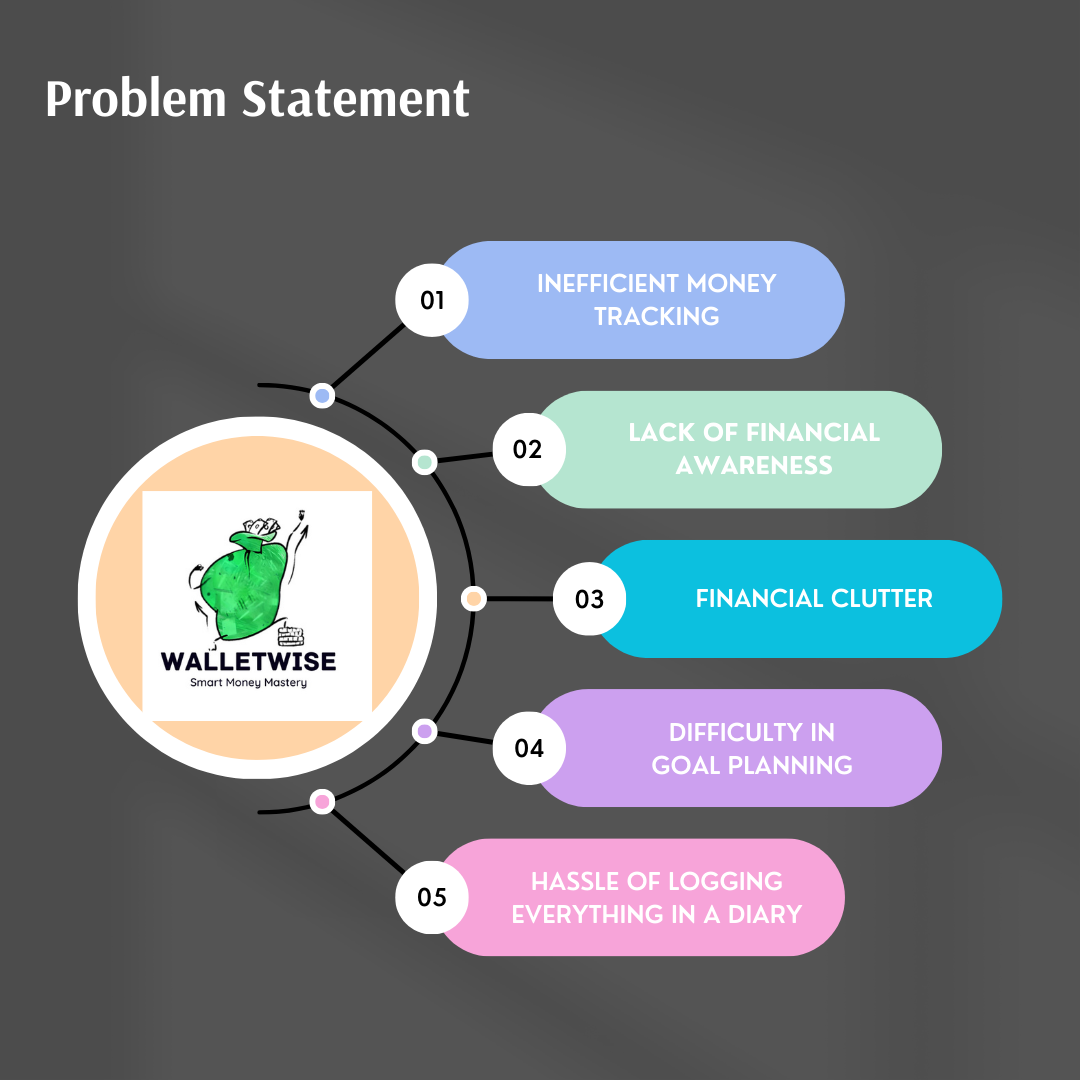 Problem Statement
01
INEFFICIENT MONEY
TRACKING
02
LACK OF FINANCIAL
AWARENESS
03
FINANCIAL CLUTTER
WALLETWISE
Smart Money Mastery
04
DIFFICULTY IN
GOAL PLANNING
05
HASSLE OF LOGGING
EVERYTHING IN A DIARY